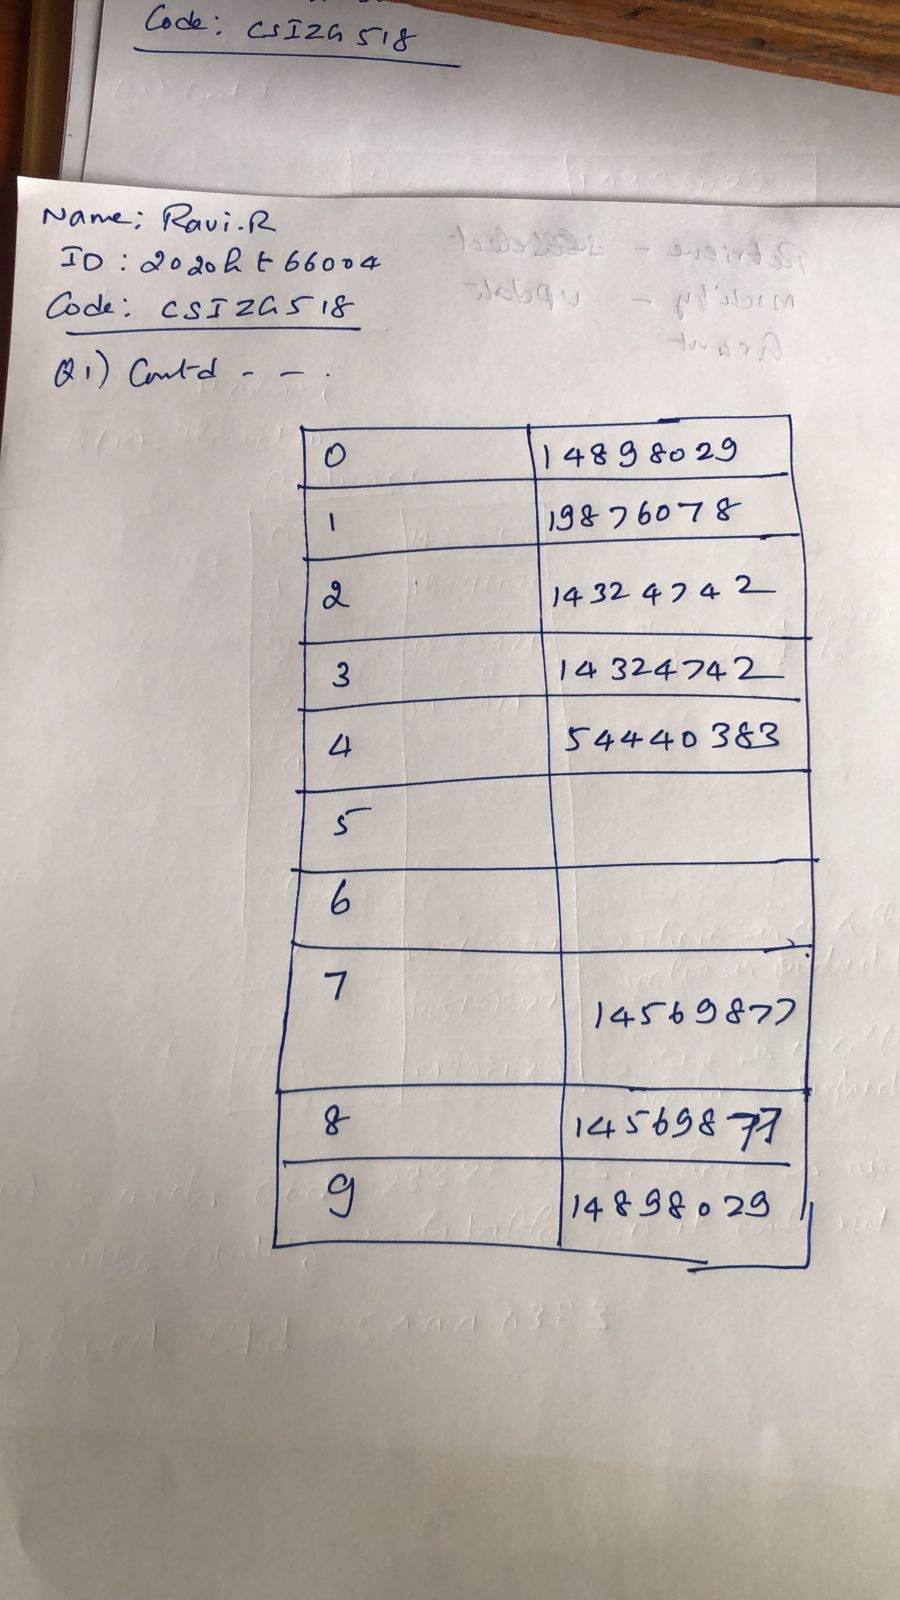 Code: CSIZG518
Name: Ravi.R
ID: 2020ht66004
Code: CSIZG518
Q1) Contd - - .
0 14898029
1 19876078
2 14324742
3 14324742
4 54440383
5
6
7 14569877
8 14569877
9 14898029